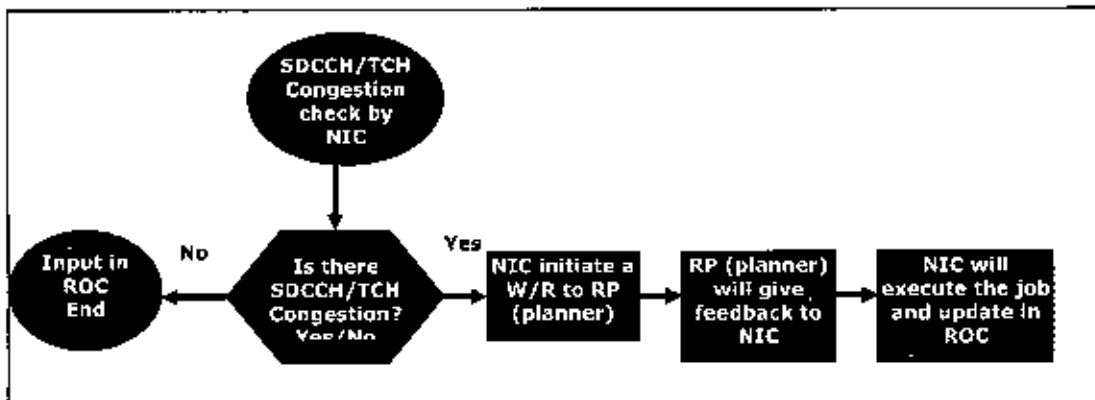 SDCCH/TCH
Congestion
check by
NIC
No
Yes
Input in
ROC
End
Is there
SDCCH/TCH
Congestion?
Yes/No
NIC initiate a
W/R to RP
(planner)
RP (planner)
will give
feedback to
NIC
NIC will
execute the job
and update in
ROC